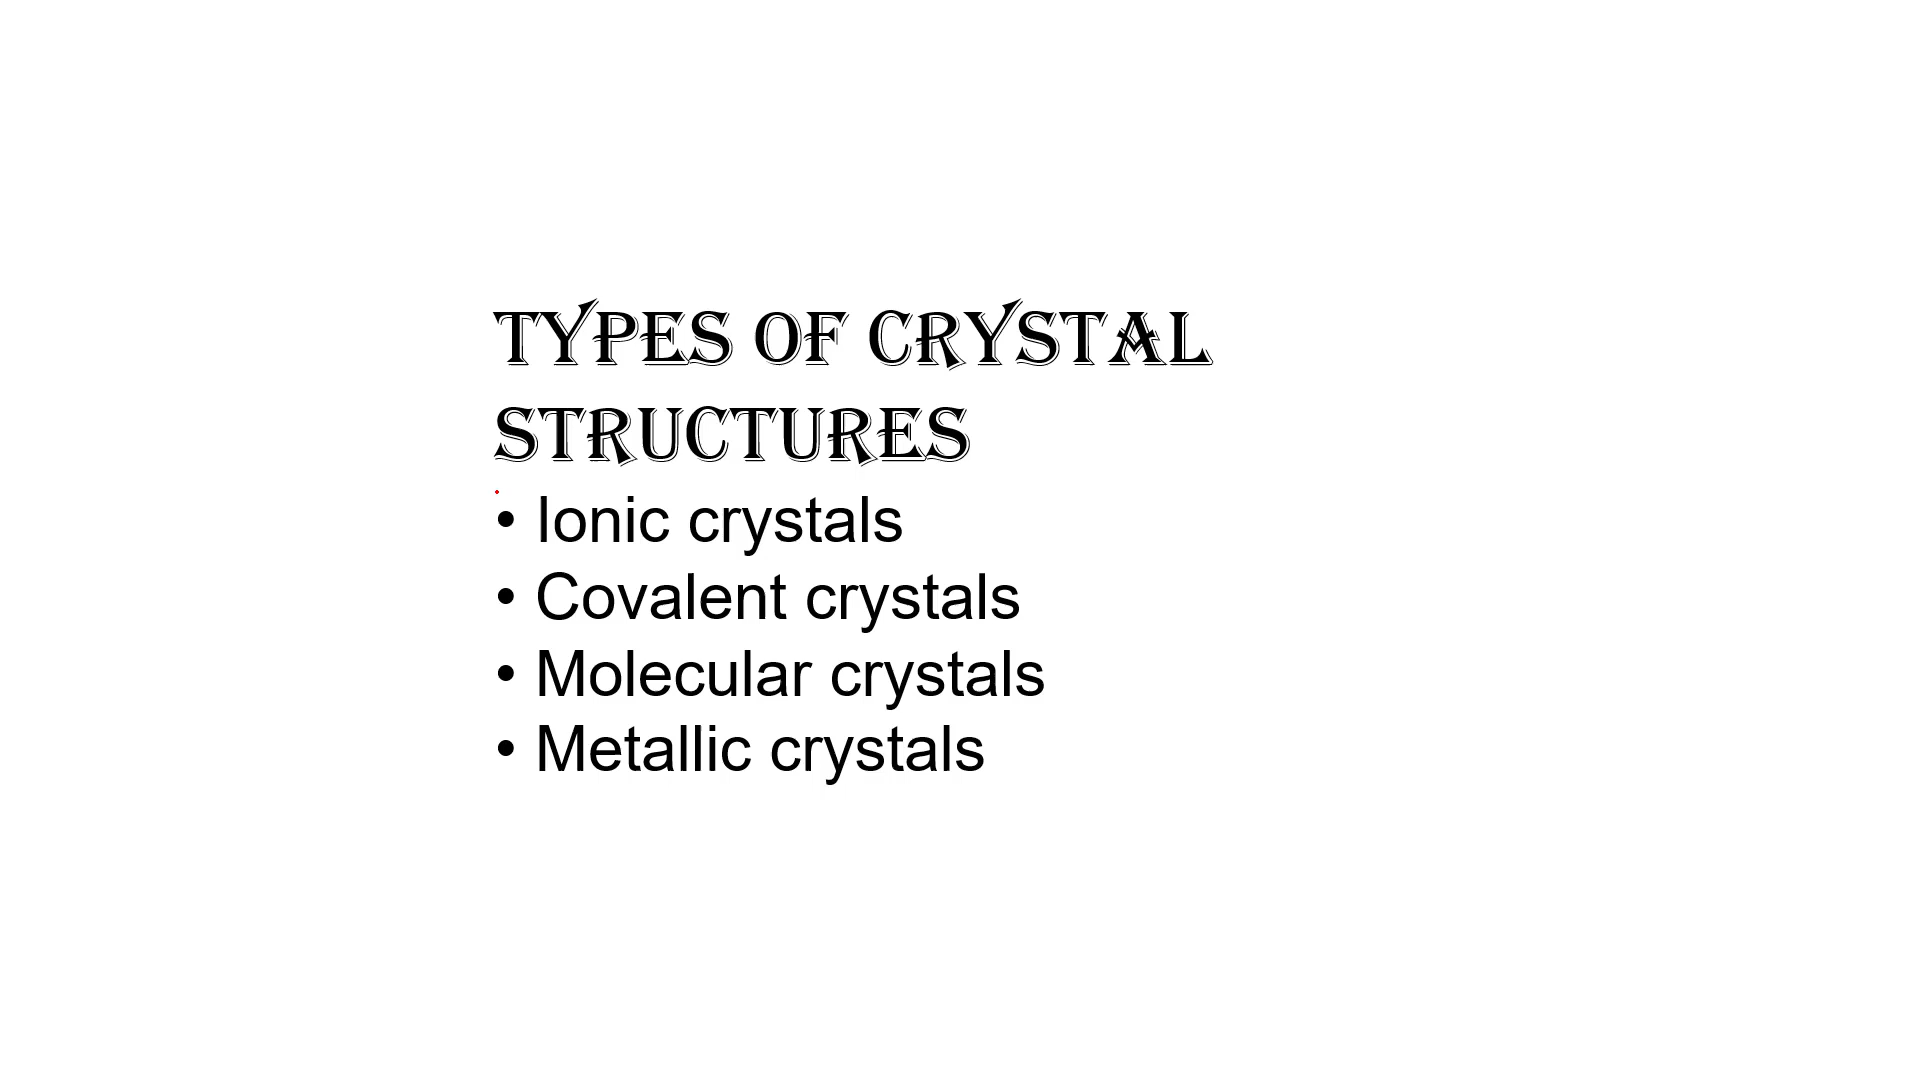 TYPES OF CRYSTAL
STRUCTURES
• Ionic crystals
• Covalent crystals
• Molecular crystals
• Metallic crystals